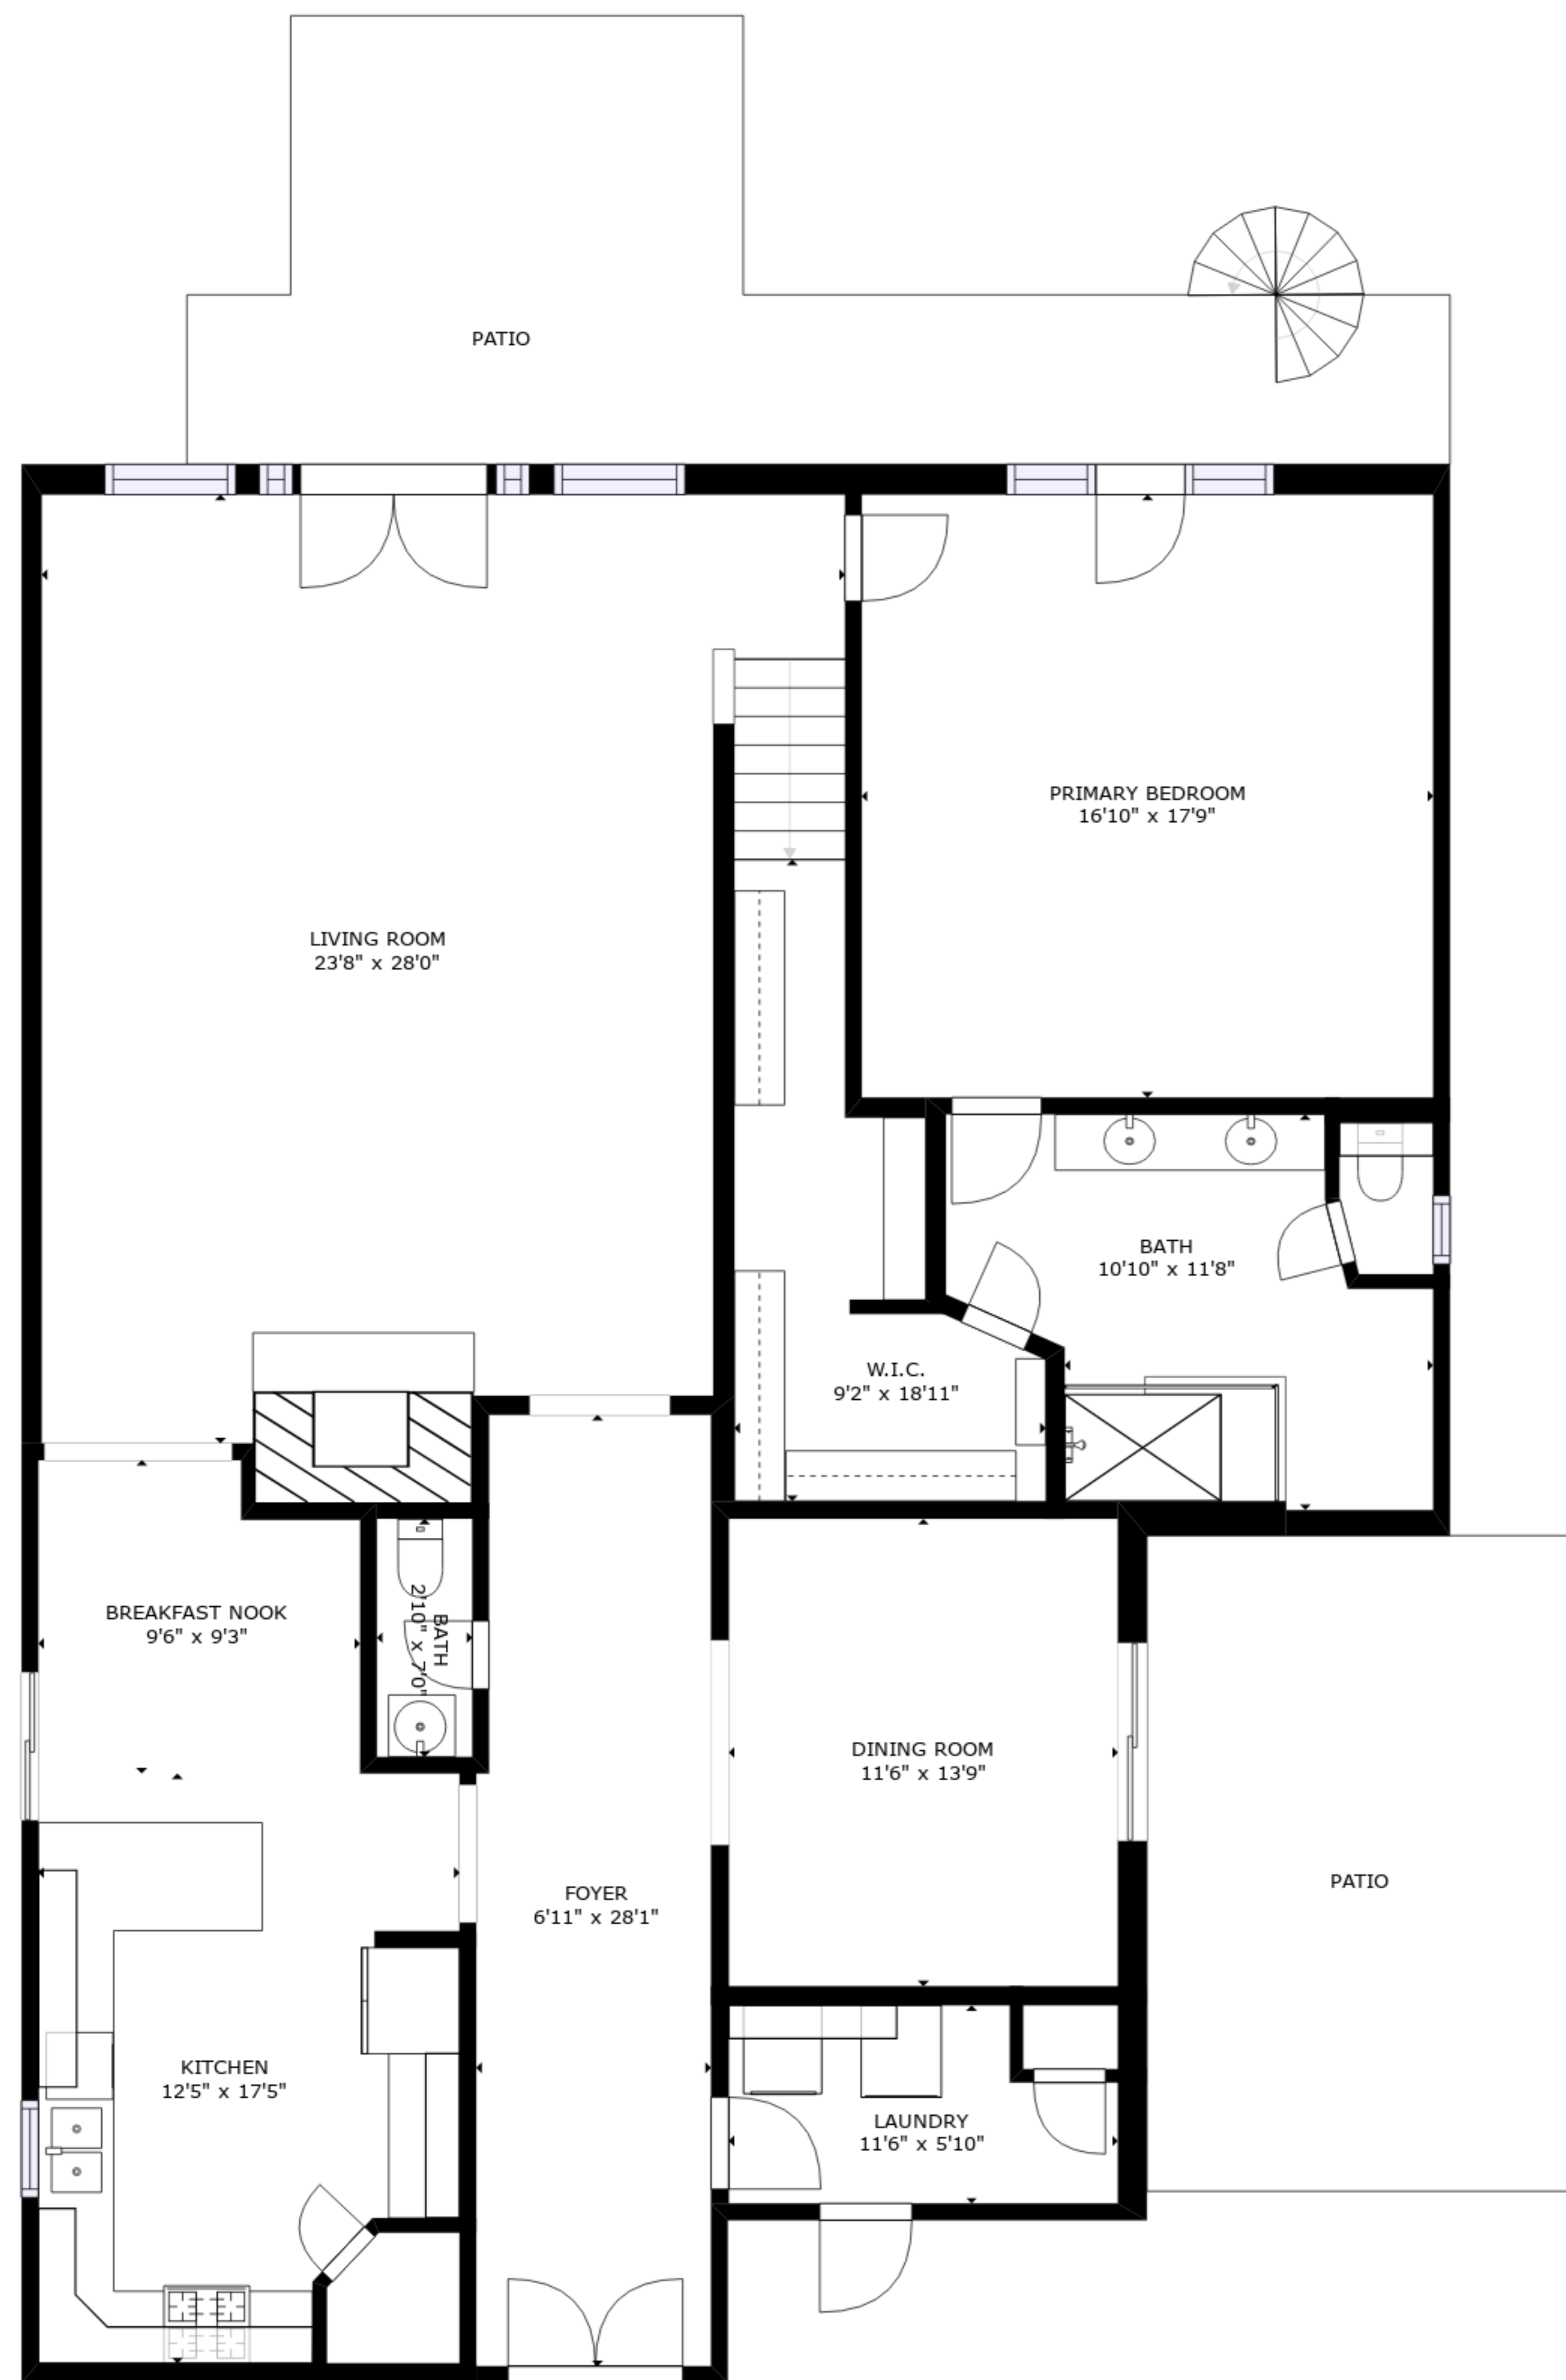 PATIO
PRIMARY BEDROOM
16'10" x 17'9"
LIVING ROOM
23'8" x 28'0"
BATH
10'10" x 11'8"
W.I.C.
9'2" x 18'11"
BREAKFAST NOOK
9'6" x 9'3"
BATH
2'10" x 7'0"
DINING ROOM
11'6" x 13'9"
PATIO
FOYER
6'11" x 28'1"
KITCHEN
12'5" x 17'5"
LAUNDRY
11'6" x 5'10"